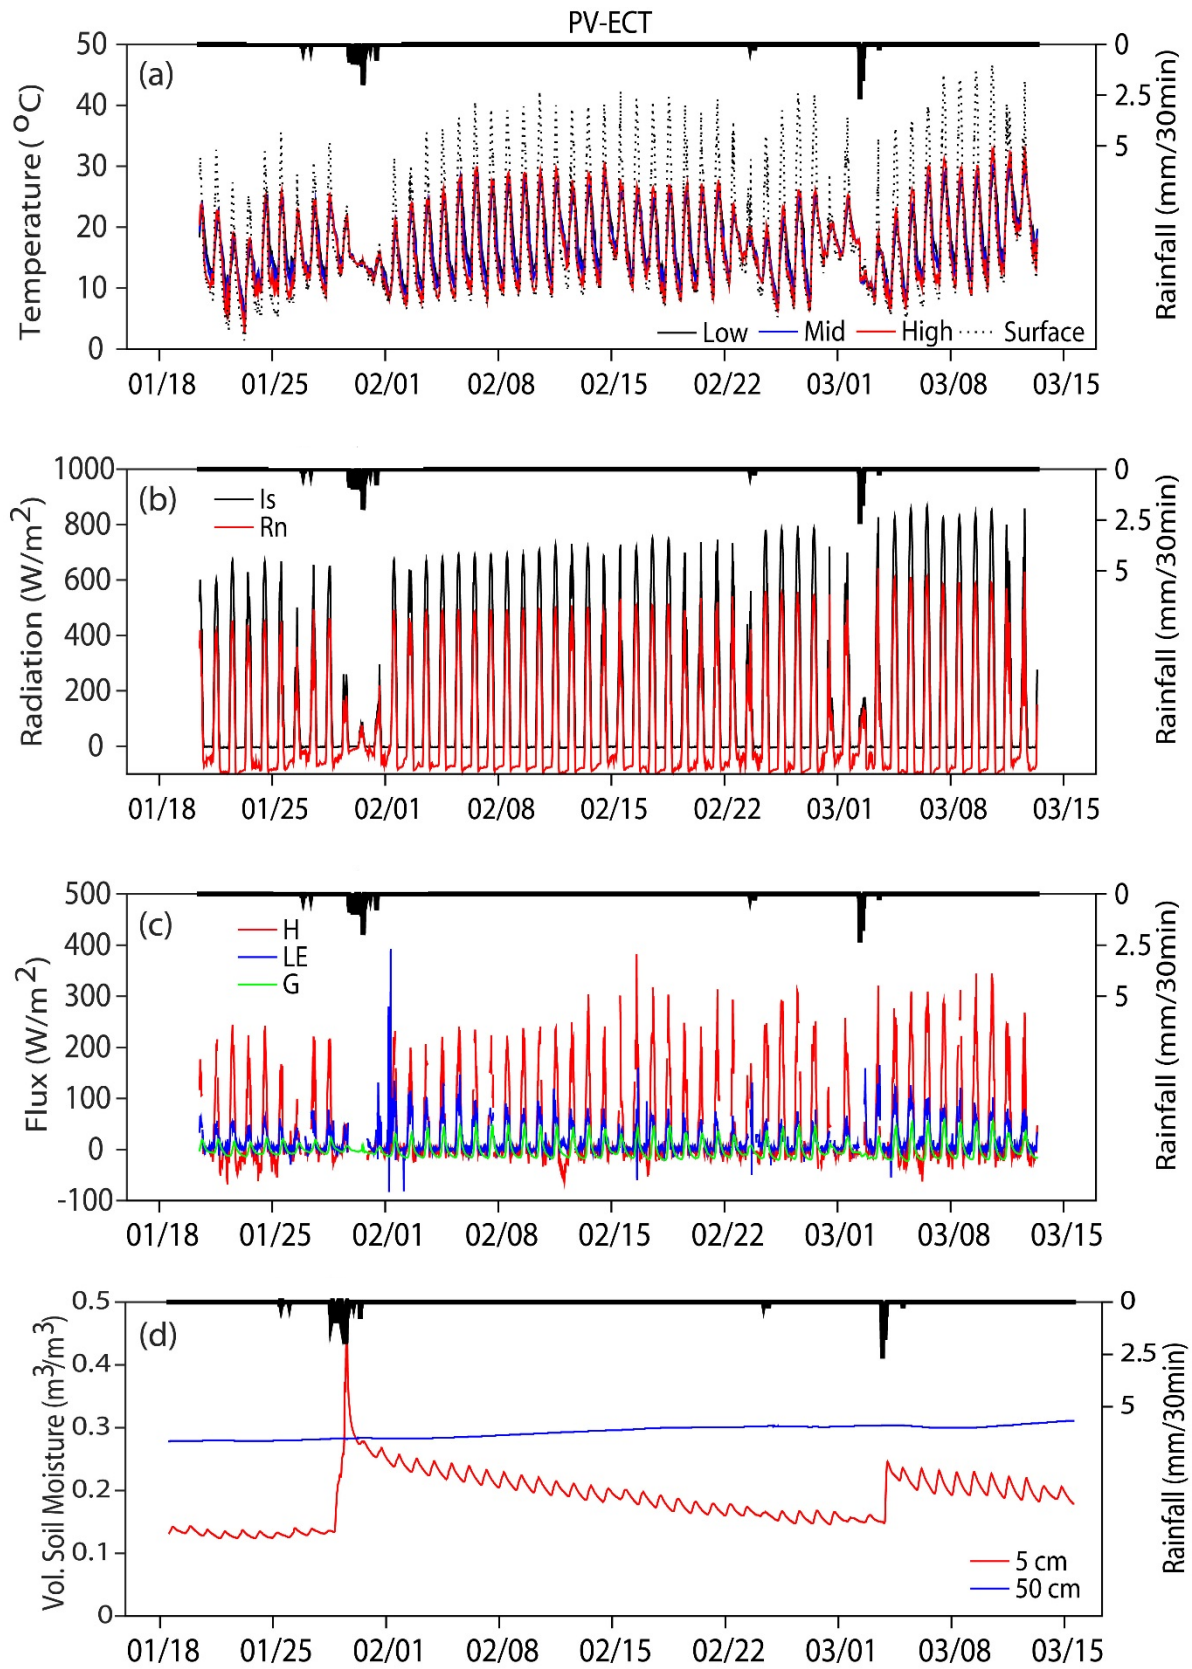 PV-ECT
(a)
Temperature (°C)
50
40
30
20
10
0
0
2.5
5
Rainfall (mm/30min)
Low Mid High Surface
01/18 01/25 02/01 02/08 02/15 02/22 03/01 03/08 03/15
(b)
Radiation (W/m²)
1000
800
600
400
200
0
Is
Rn
0
2.5
5
Rainfall (mm/30min)
01/18 01/25 02/01 02/08 02/15 02/22 03/01 03/08 03/15
(c)
Flux (W/m²)
500
400
300
200
100
0
-100
H
LE
G
0
2.5
5
Rainfall (mm/30min)
01/18 01/25 02/01 02/08 02/15 02/22 03/01 03/08 03/15
(d)
Vol. Soil Moisture (m³/m³)
0.5
0.4
0.3
0.2
0.1
0
0
2.5
5
Rainfall (mm/30min)
5 cm
50 cm
01/18 01/25 02/01 02/08 02/15 02/22 03/01 03/08 03/15